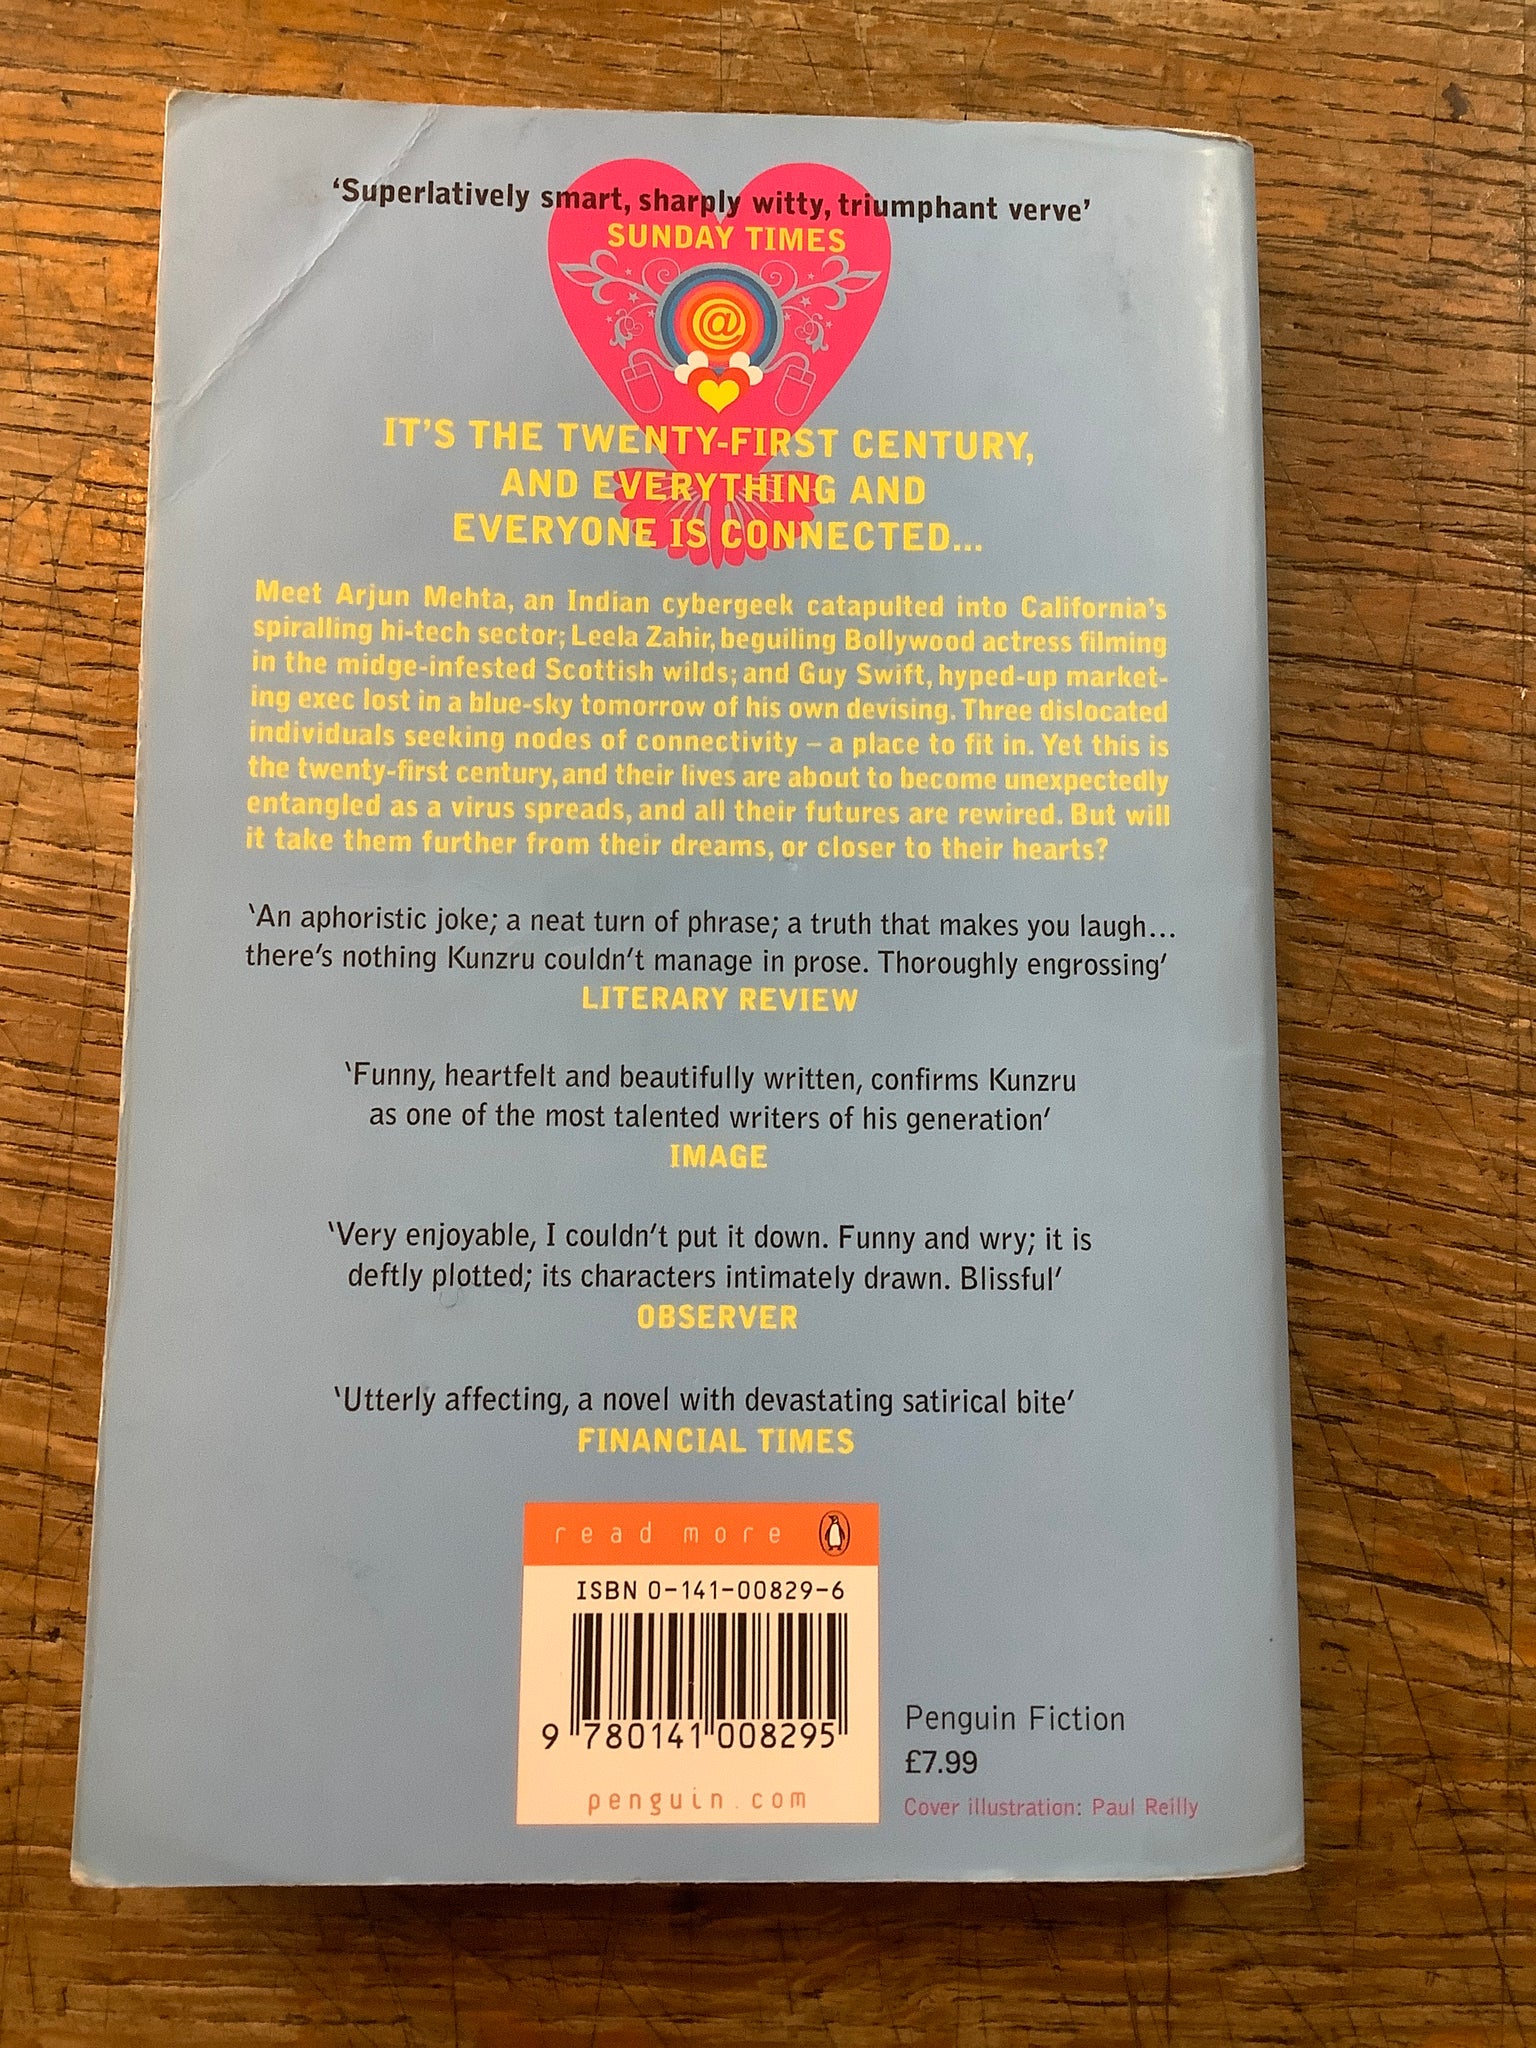 ‘Superlatively smart, sharply witty, triumphant verve’
SUNDAY TIMES
@
IT’S THE TWENTY-FIRST CENTURY,
AND EVERYTHING AND
EVERYONE IS CONNECTED...
Meet Arjun Mehta, an Indian cybergeek catapulted into California’s
spiralling hi-tech sector; Leela Zahir, beguiling Bollywood actress filming
in the midge-infested Scottish wilds; and Guy Swift, hyped-up market-
ing exec lost in a blue-sky tomorrow of his own devising. Three dislocated
individuals seeking nodes of connectivity – a place to fit in. Yet this is
the twenty-first century, and their lives are about to become unexpectedly
entangled as a virus spreads, and all their futures are rewired. But will
it take them further from their dreams, or closer to their hearts?
‘An aphoristic joke; a neat turn of phrase; a truth that makes you laugh...
there’s nothing Kunzru couldn’t manage in prose. Thoroughly engrossing’
LITERARY REVIEW
‘Funny, heartfelt and beautifully written, confirms Kunzru
as one of the most talented writers of his generation’
IMAGE
‘Very enjoyable, I couldn’t put it down. Funny and wry; it is
deftly plotted; its characters intimately drawn. Blissful’
OBSERVER
‘Utterly affecting, a novel with devastating satirical bite’
FINANCIAL TIMES
read more
ISBN 0-141-00829-6
9 780141 008295
penguin.com
Penguin Fiction
£7.99
Cover illustration: Paul Reilly